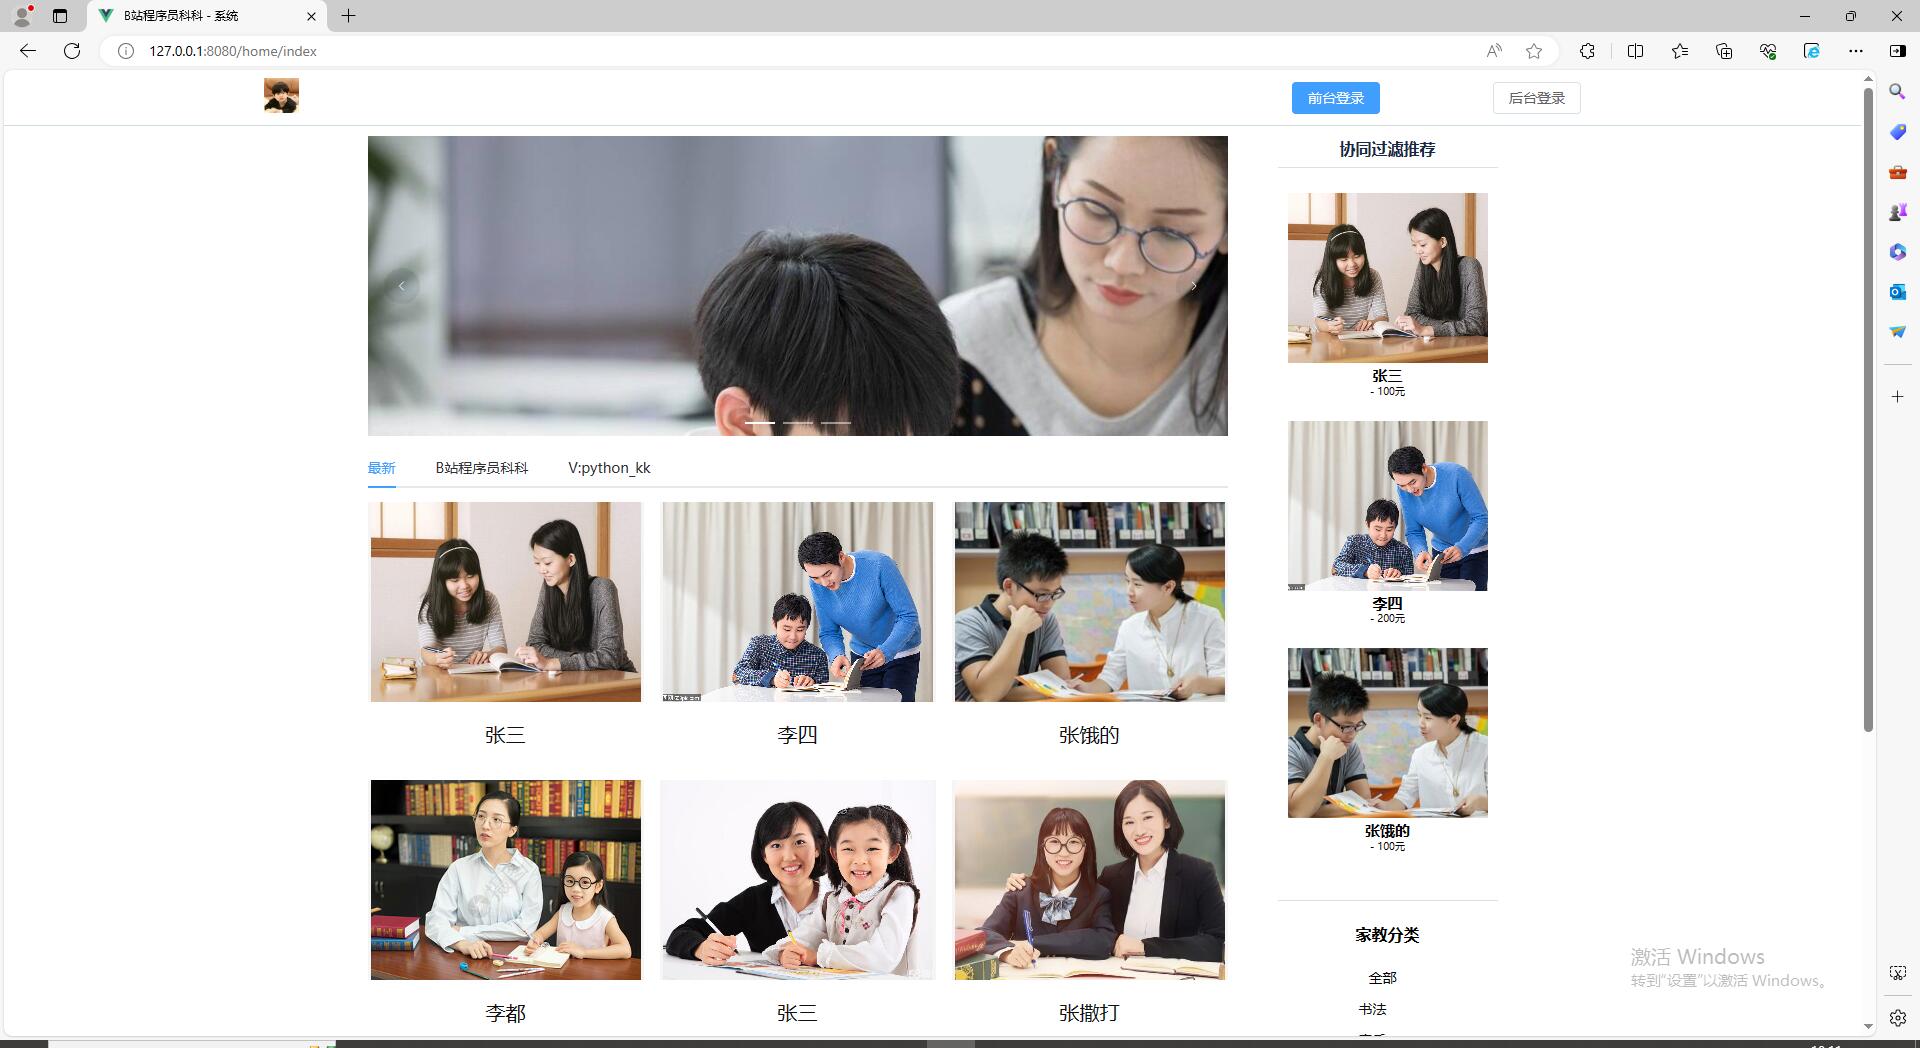 B站程序员科科 - 系统
127.0.0.1:8080/home/index
前台登录
后台登录
协同过滤推荐
张三
- 100元
李四
- 200元
张饿的
- 100元
最新 B站程序员科科 V:python_kk
张三 李四 张饿的
李都 张三 张撒打
家教分类
全部
书法
激活 Windows
转到“设置”以激活 Windows。